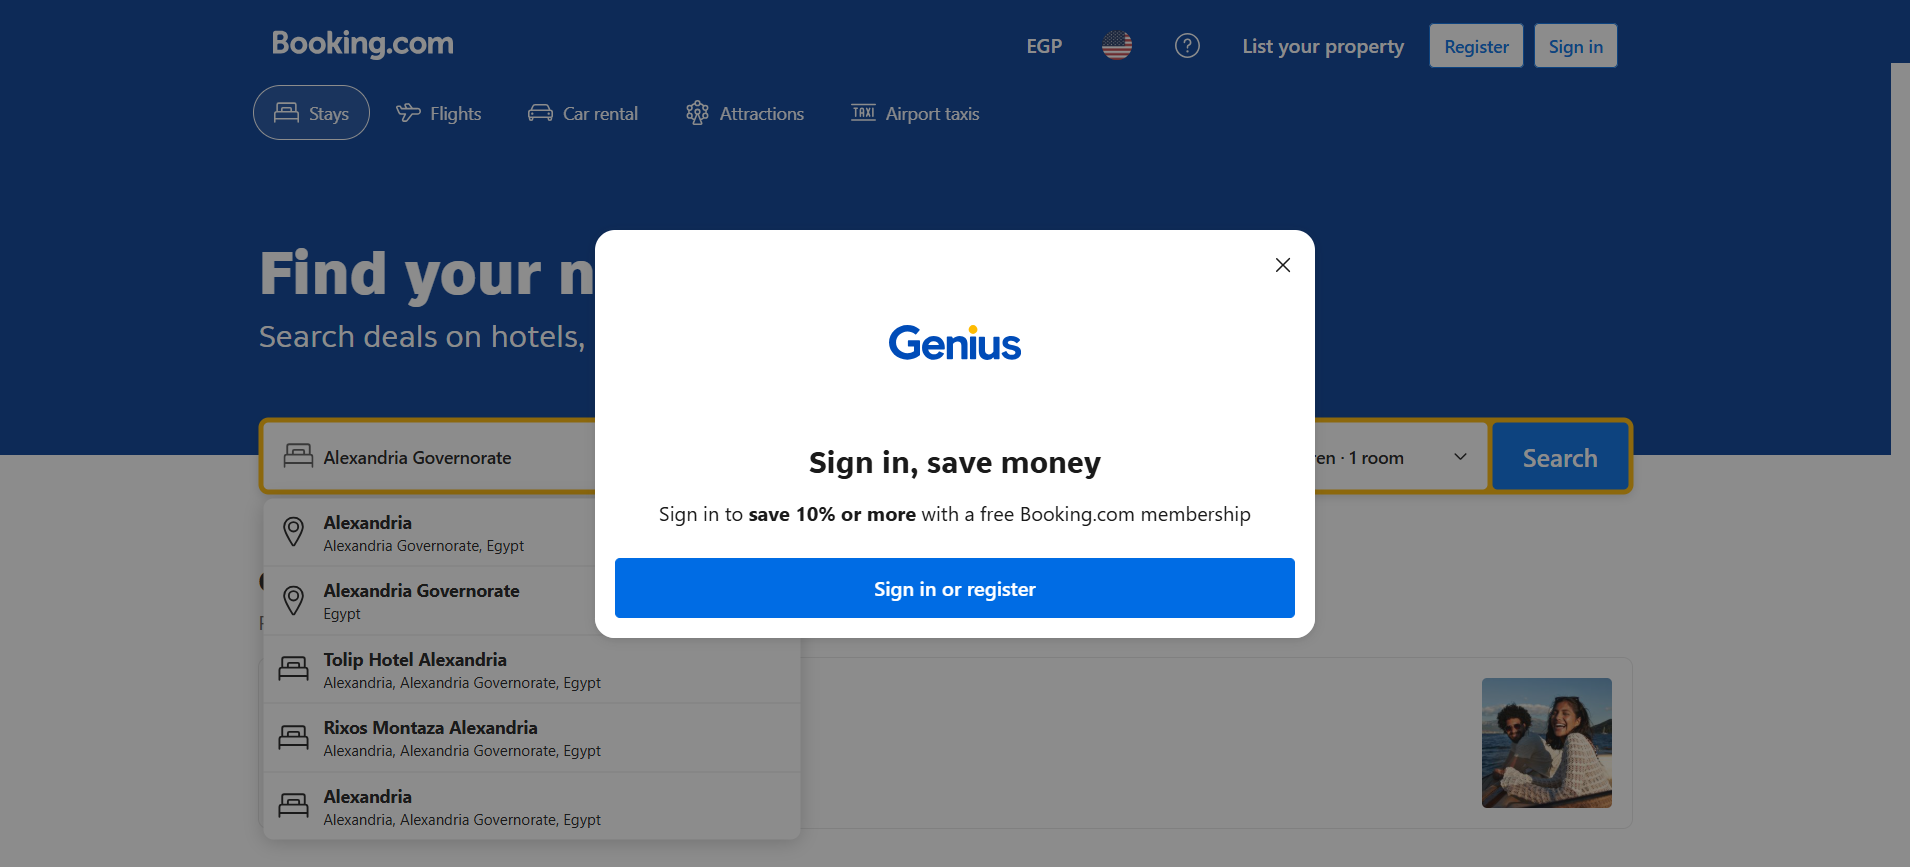 Booking.com
EGP
List your property
Register
Sign in
Stays
Flights
Car rental
Attractions
TAXI
Airport taxis
Find your n
Search deals on hotels,
Genius
Sign in, save money
Sign in to save 10% or more with a free Booking.com membership
Sign in or register
Alexandria Governorate
ren · 1 room
Search
Alexandria
Alexandria Governorate, Egypt
Alexandria Governorate
Egypt
Tolip Hotel Alexandria
Alexandria, Alexandria Governorate, Egypt
Rixos Montaza Alexandria
Alexandria, Alexandria Governorate, Egypt
Alexandria
Alexandria, Alexandria Governorate, Egypt